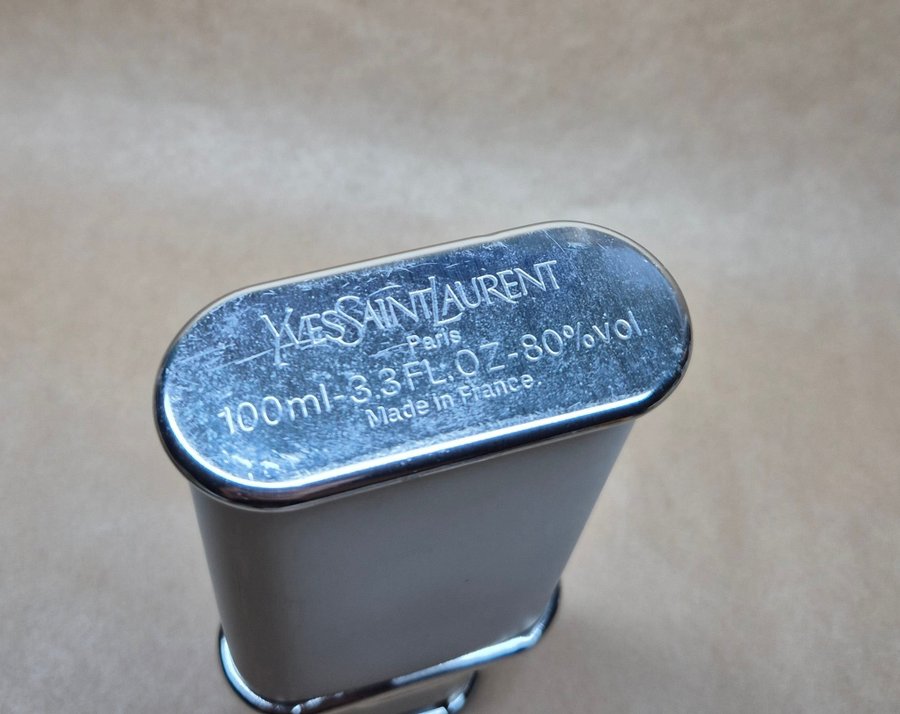 YVESSAINTLAURENT
Paris
100ml-3.3FL.OZ-80%vol.
Made in France.